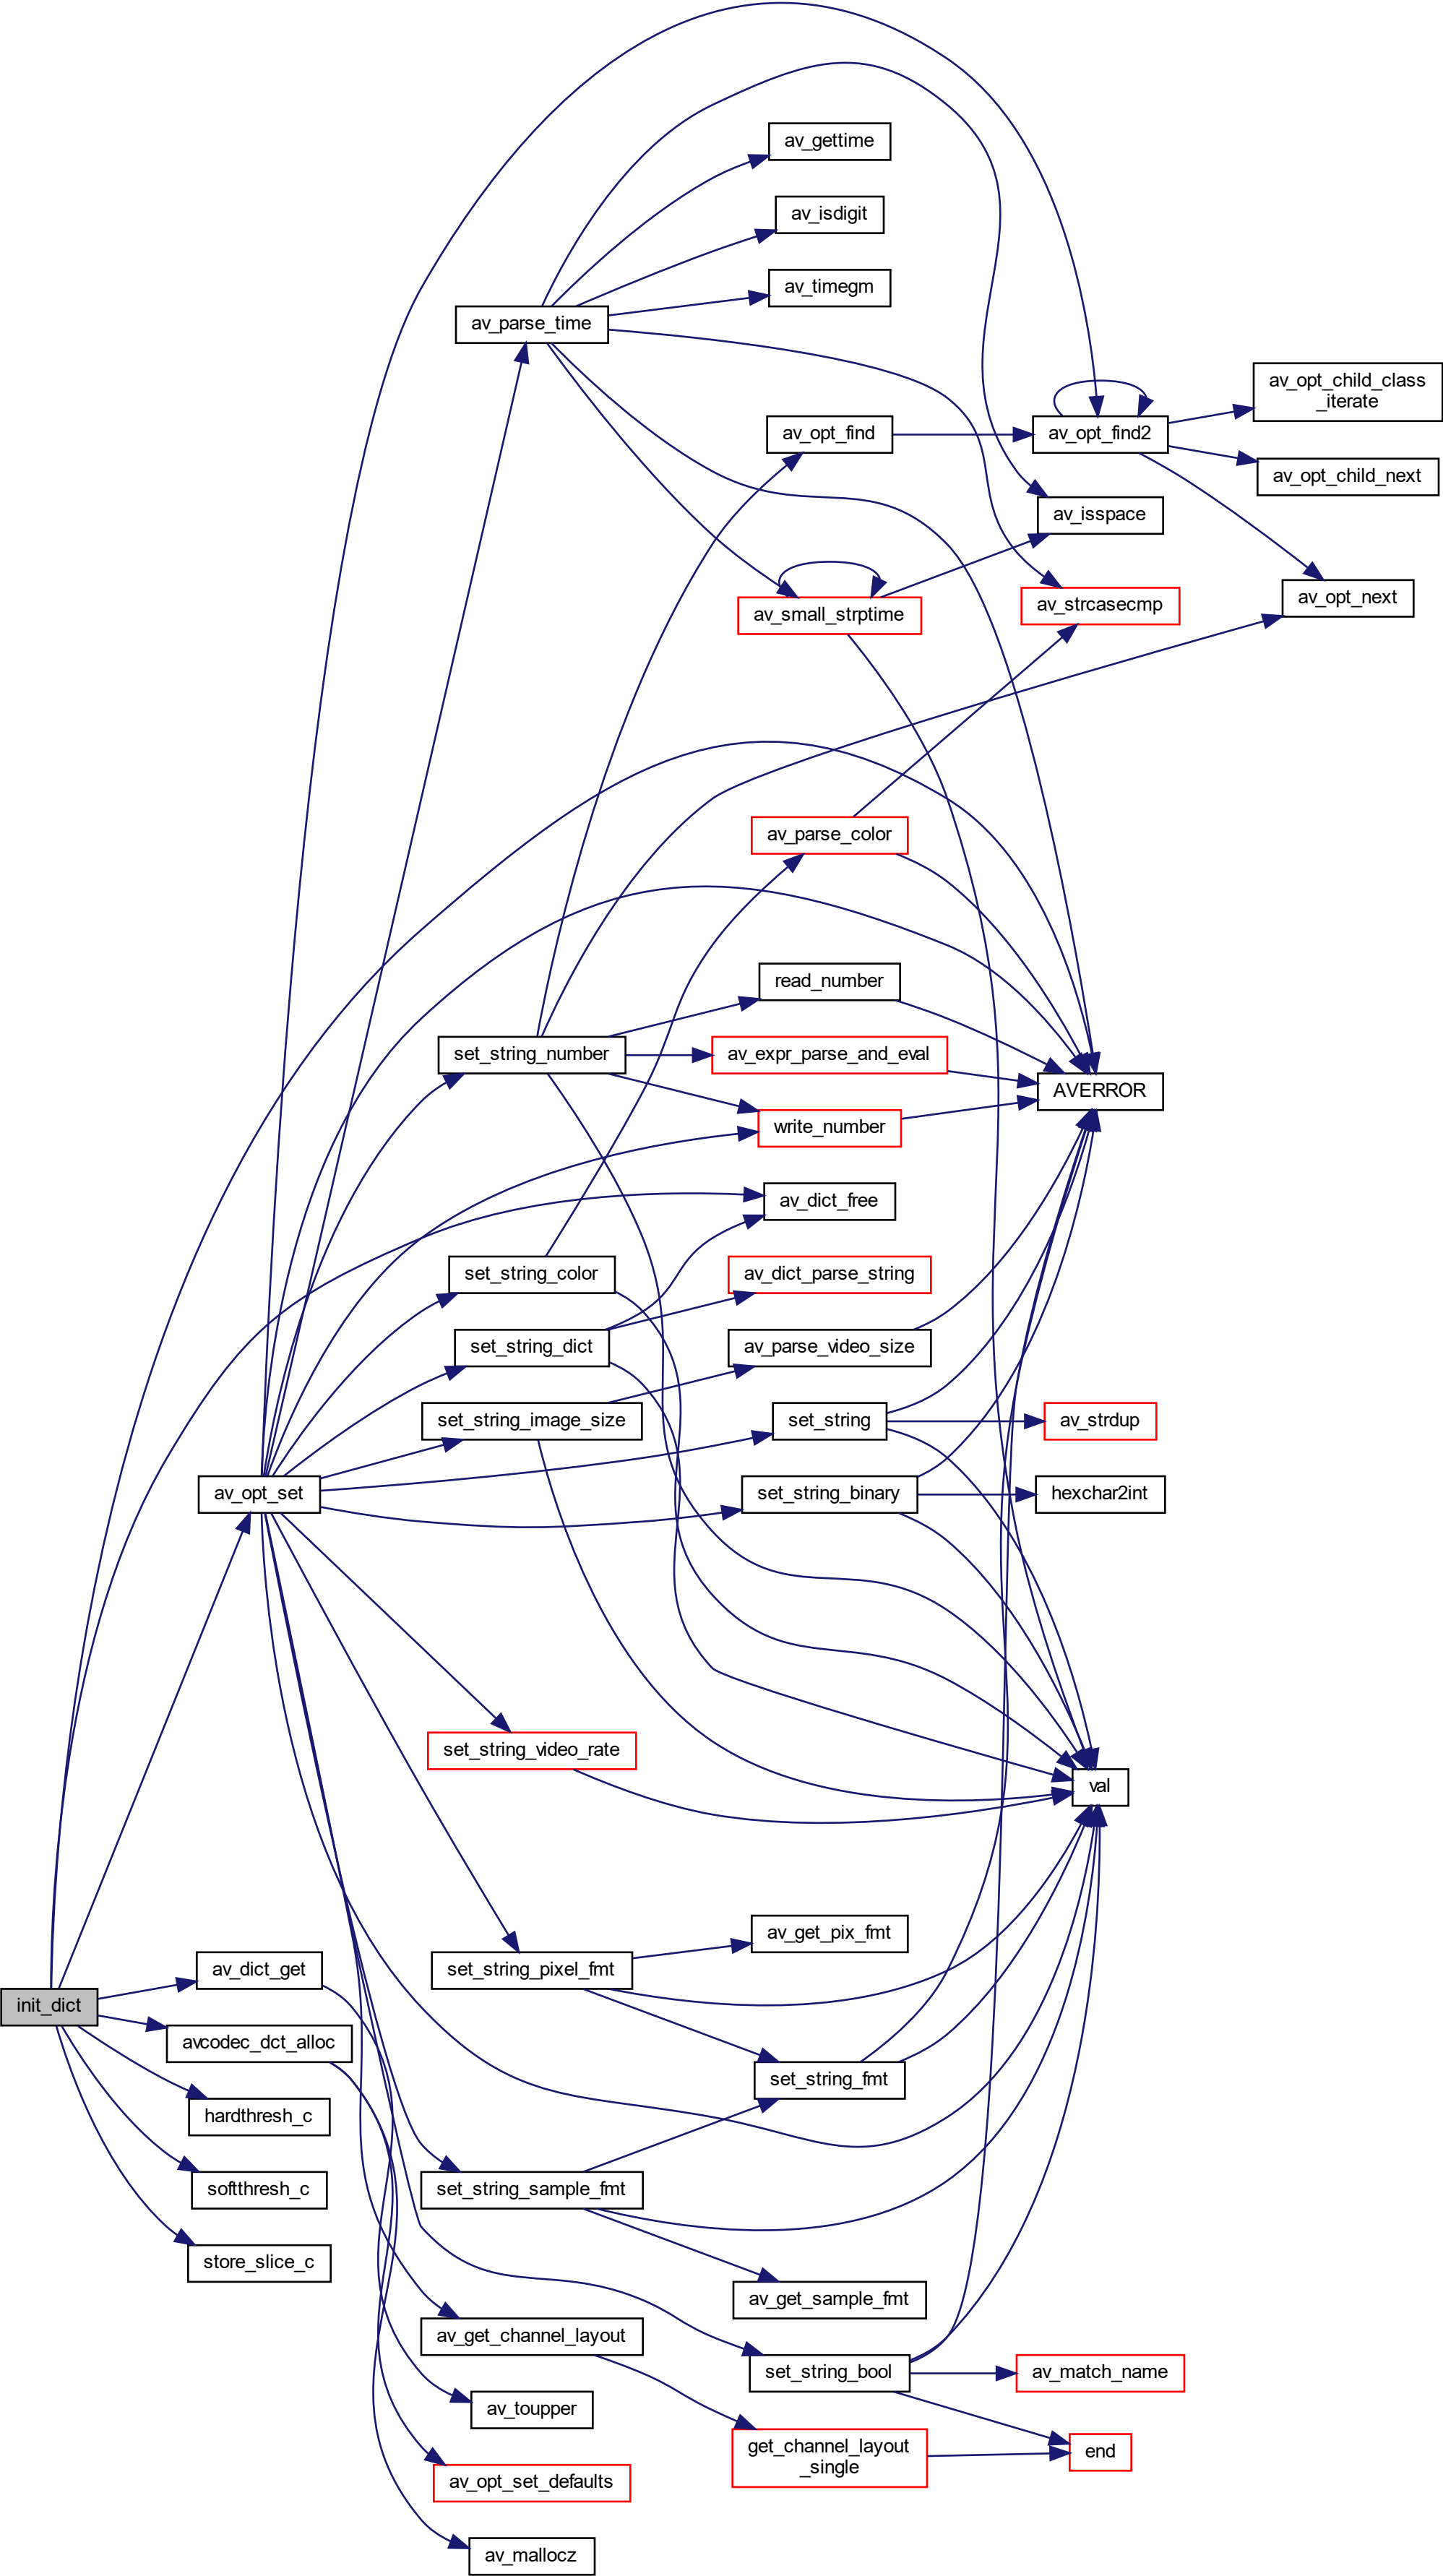 av_gettime
av_isdigit
av_timegm
av_parse_time
av_opt_child_class
_iterate
av_opt_find
av_opt_find2
av_opt_child_next
av_isspace
av_opt_next
av_strcasecmp
av_small_strptime
av_parse_color
read_number
set_string_number
av_expr_parse_and_eval
AVERROR
write_number
av_dict_free
set_string_color
av_dict_parse_string
set_string_dict
av_parse_video_size
set_string_image_size
set_string
av_strdup
av_opt_set
set_string_binary
hexchar2int
set_string_video_rate
val
av_get_pix_fmt
av_dict_get
set_string_pixel_fmt
init_dict
avcodec_dct_alloc
set_string_fmt
hardthresh_c
softthresh_c
set_string_sample_fmt
store_slice_c
av_get_sample_fmt
av_get_channel_layout
set_string_bool
av_match_name
av_toupper
get_channel_layout
_single
end
av_opt_set_defaults
av_mallocz